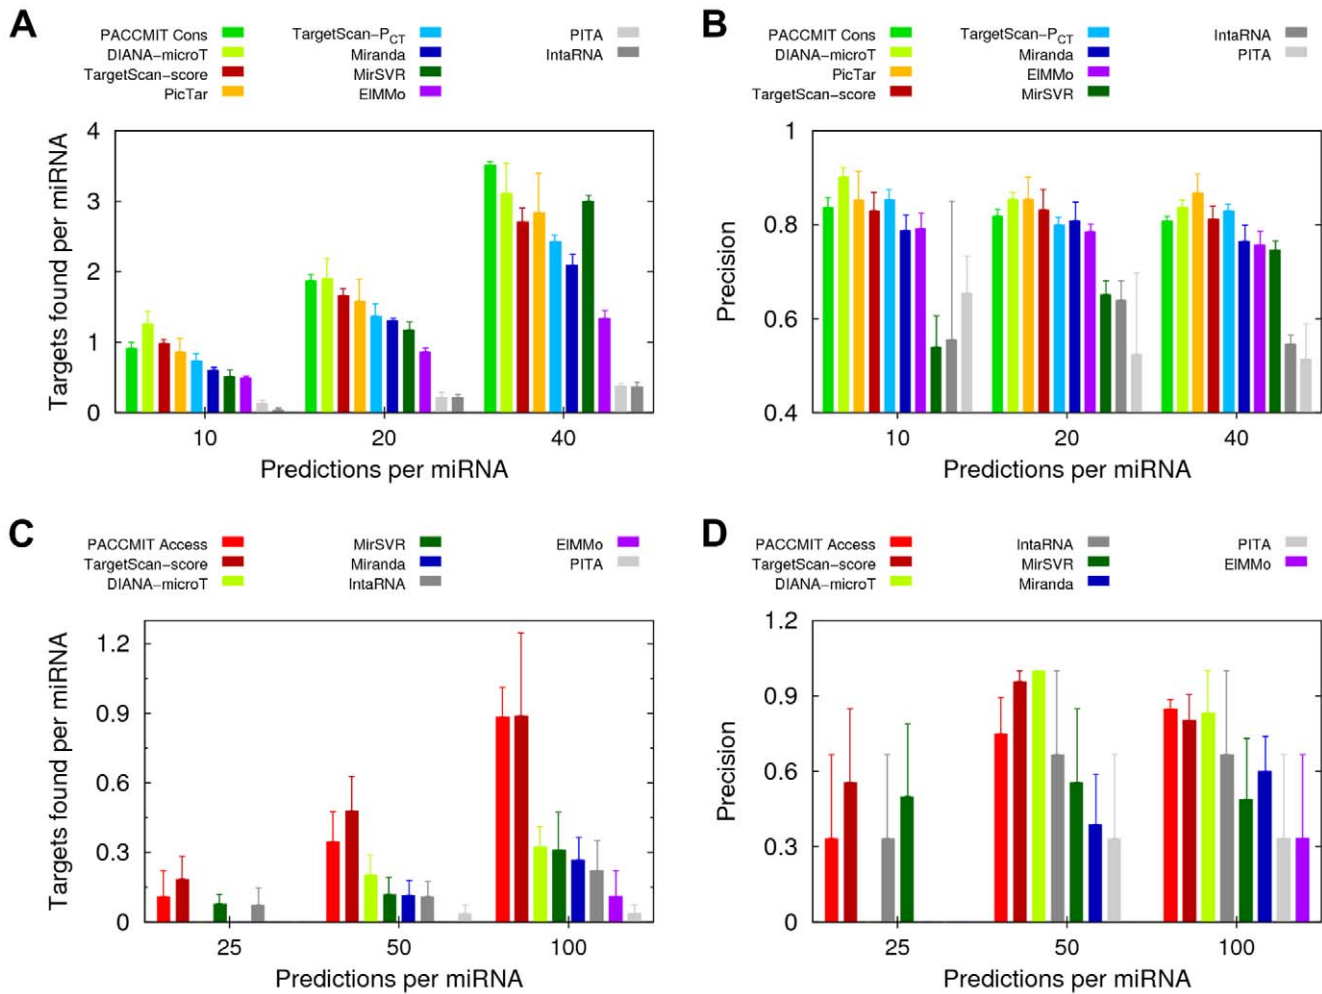 A
PACCMIT Cons
DIANA-microT
TargetScan-score
PicTar
TargetScan-PCT
Miranda
MirSVR
ElMMo
PITA
IntaRNA
Targets found per miRNA
4
3
2
1
0
10 20 40
Predictions per miRNA
B
PACCMIT Cons
DIANA-microT
PicTar
TargetScan-score
TargetScan-PCT
Miranda
ElMMo
MirSVR
IntaRNA
PITA
Precision
1
0.8
0.6
0.4
10 20 40
Predictions per miRNA
C
PACCMIT Access
TargetScan-score
DIANA-microT
MirSVR
Miranda
IntaRNA
ElMMo
PITA
Targets found per miRNA
1.2
0.9
0.6
0.3
0
25 50 100
Predictions per miRNA
D
PACCMIT Access
TargetScan-score
DIANA-microT
IntaRNA
MirSVR
Miranda
PITA
ElMMo
Precision
1.2
0.9
0.6
0.3
0
25 50 100
Predictions per miRNA